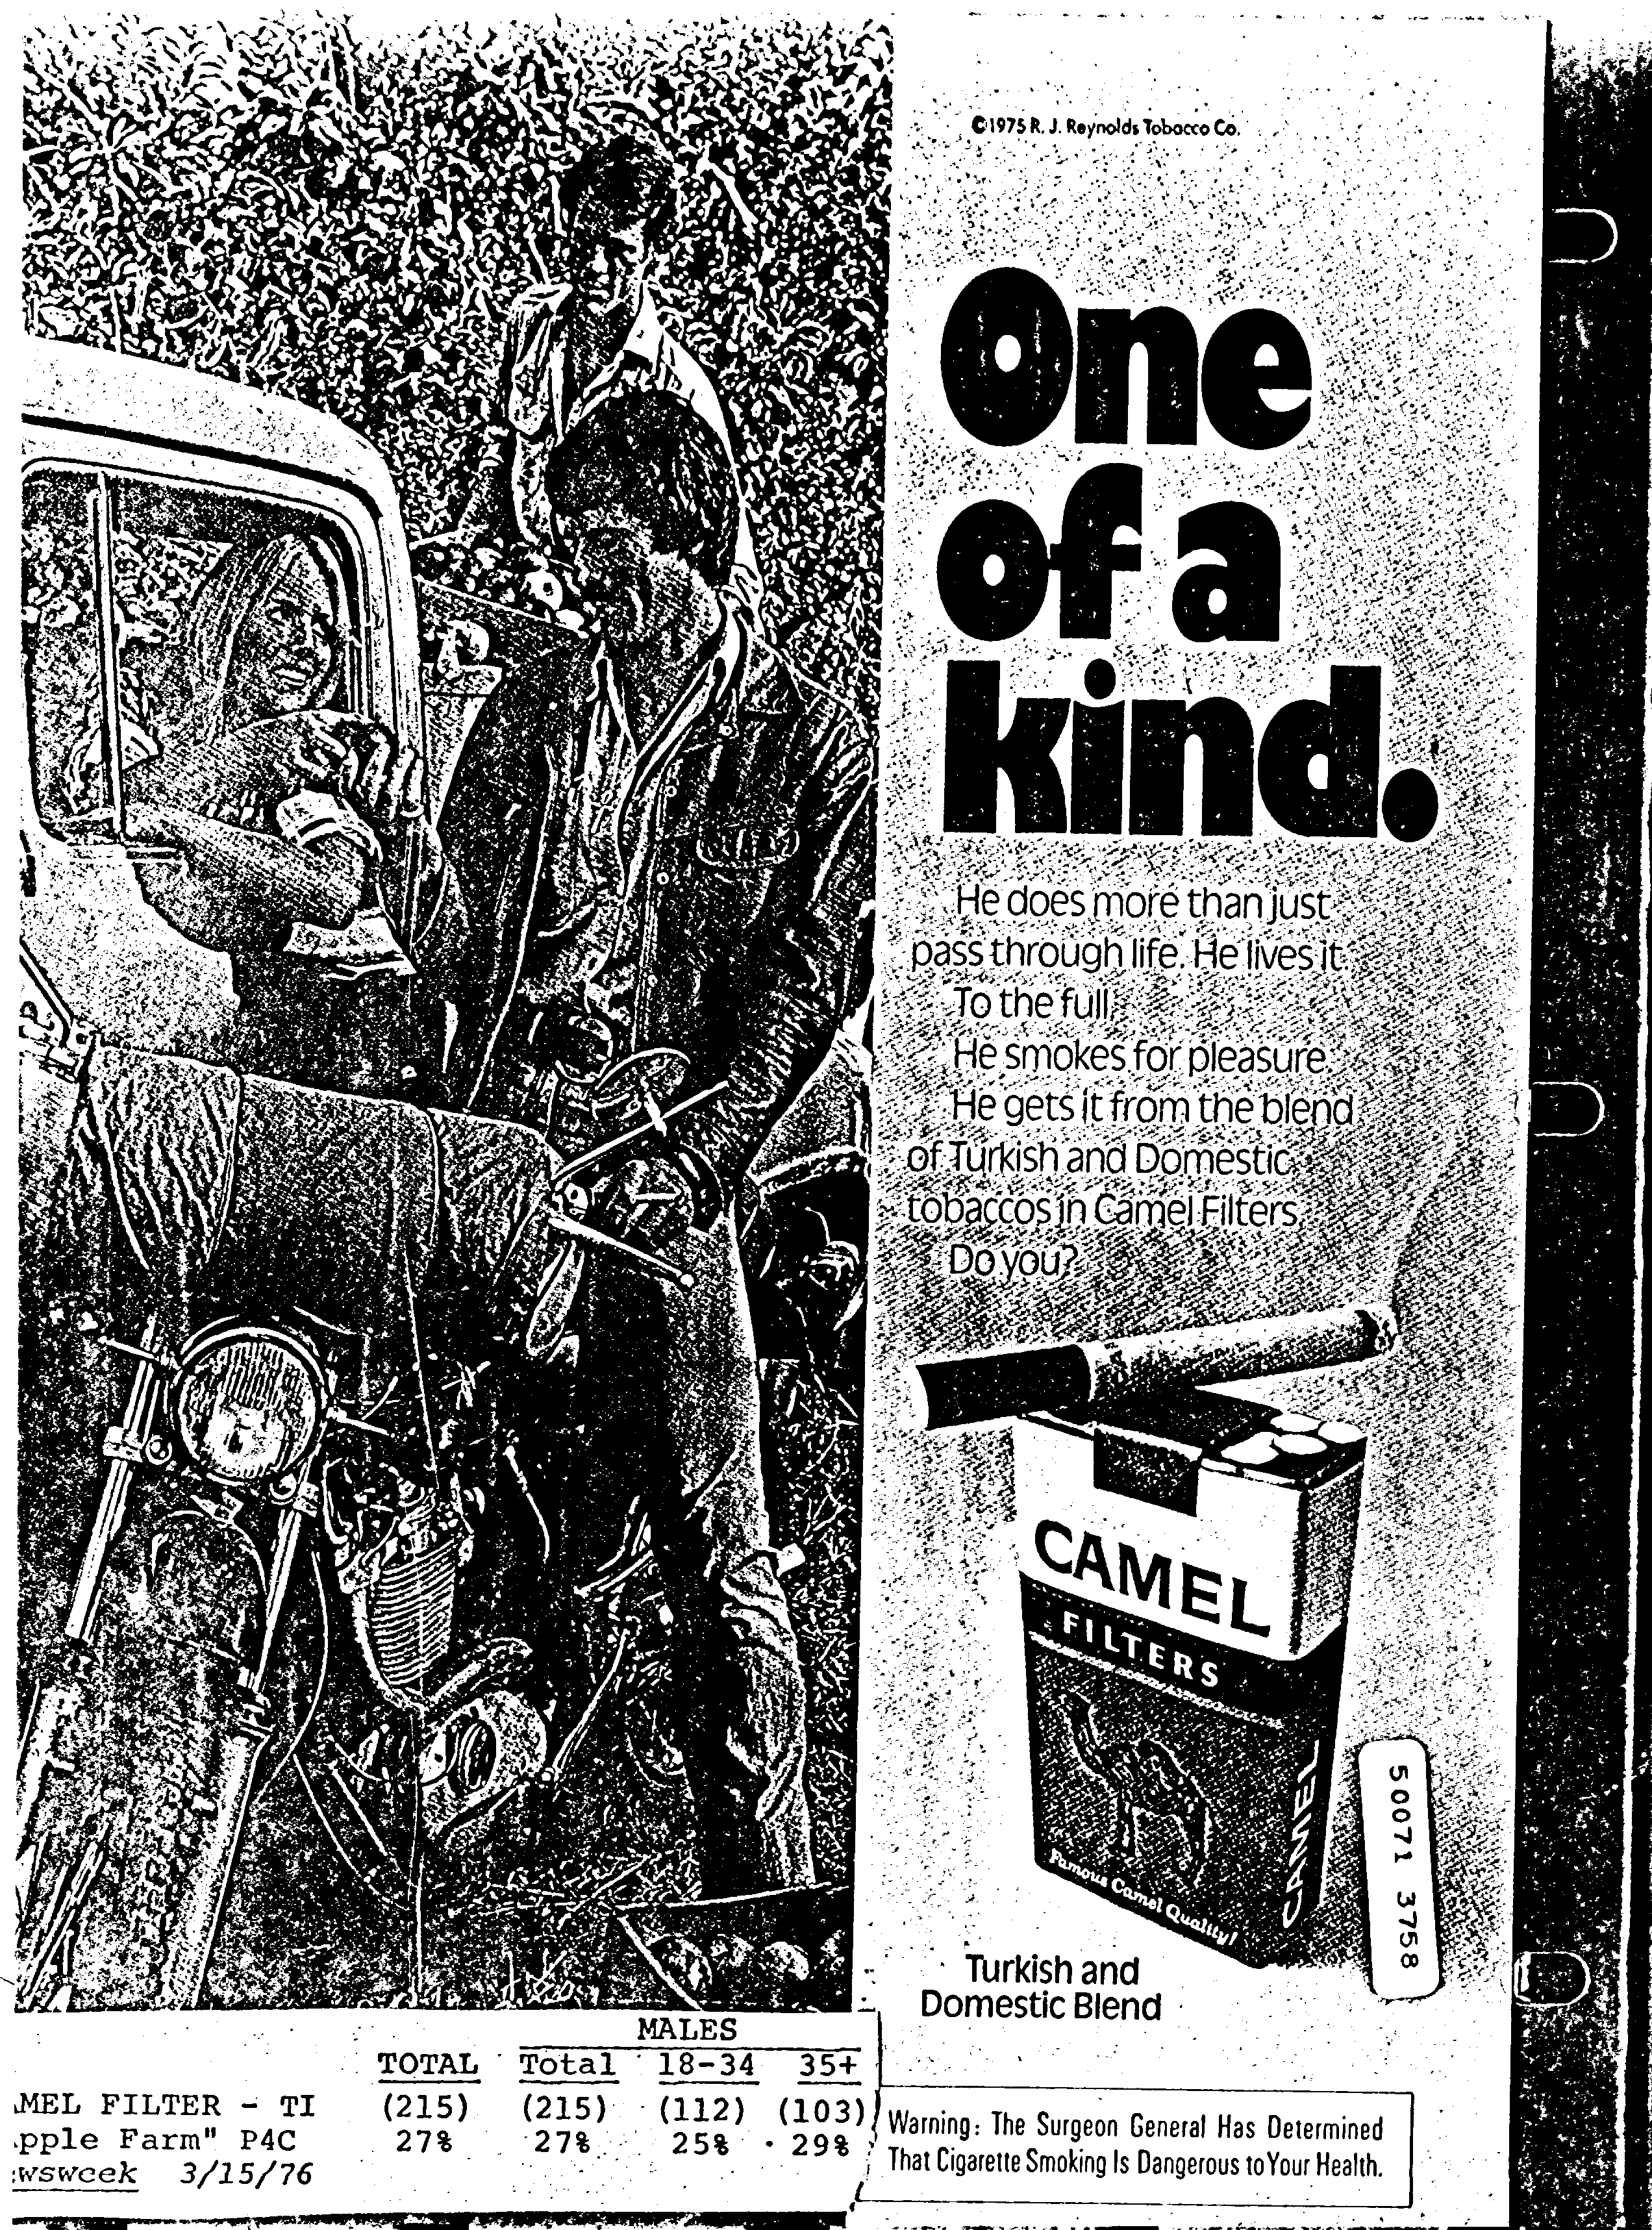 ©1975 R. J. Reynolds Tobacco Co.
One
of a
kind.
He does more than just
pass through life. He lives it.
To the full.
He smokes for pleasure.
He gets it from the blend
of Turkish and Domestic
tobaccos in Camel Filters.
Do you?
CAMEL
FILTERS
CAMEL
Famous Camel Quality!
50071 3758
Turkish and
Domestic Blend
MALES
TOTAL Total 18-34 35+
AMEL FILTER - TI (215) (215) (112) (103)
pple Farm" P4C 27% 27% 25% 29%
wsweek 3/15/76
Warning: The Surgeon General Has Determined
That Cigarette Smoking Is Dangerous to Your Health.